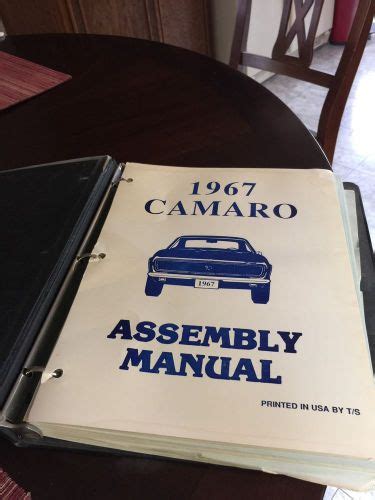 1967
CAMARO
1967
ASSEMBLY
MANUAL
PRINTED IN USA BY T/S